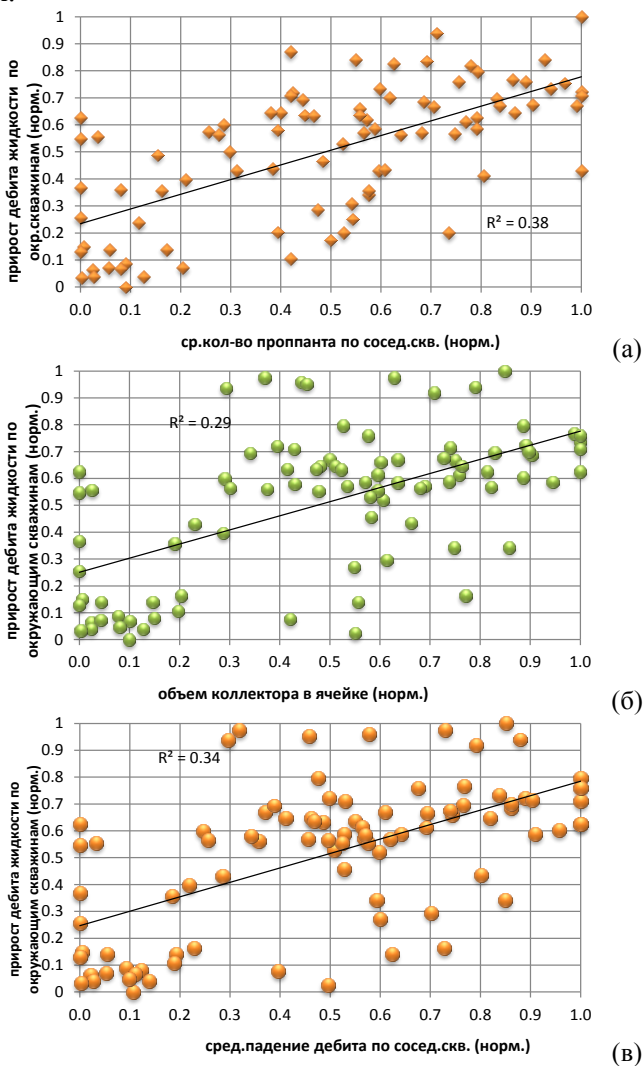 прирост дебита жидкости по
окр.скважинам (норм.)
1
0.9
0.8
0.7
0.6
0.5
0.4
0.3
0.2
0.1
0
R² = 0.38
0.0 0.1 0.2 0.3 0.4 0.5 0.6 0.7 0.8 0.9 1.0
ср.кол-во проппанта по сосед.скв. (норм.)
(а)
прирост дебита жидкости по
окружающим скважинам (норм.)
1
0.9
0.8
0.7
0.6
0.5
0.4
0.3
0.2
0.1
0
R² = 0.29
0.0 0.1 0.2 0.3 0.4 0.5 0.6 0.7 0.8 0.9 1.0
объем коллектора в ячейке (норм.)
(б)
прирост дебита жидкости по
окружающим скважинам (норм.)
1
0.9
0.8
0.7
0.6
0.5
0.4
0.3
0.2
0.1
0
R² = 0.34
0.0 0.1 0.2 0.3 0.4 0.5 0.6 0.7 0.8 0.9 1.0
сред.падение дебита по сосед.скв. (норм.)
(в)